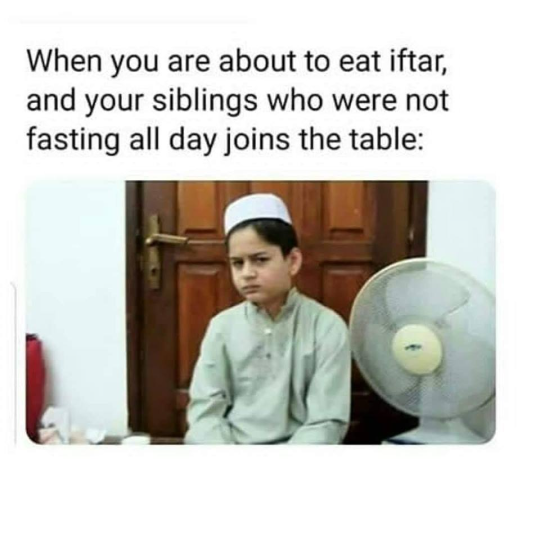 When you are about to eat iftar,
and your siblings who were not
fasting all day joins the table: